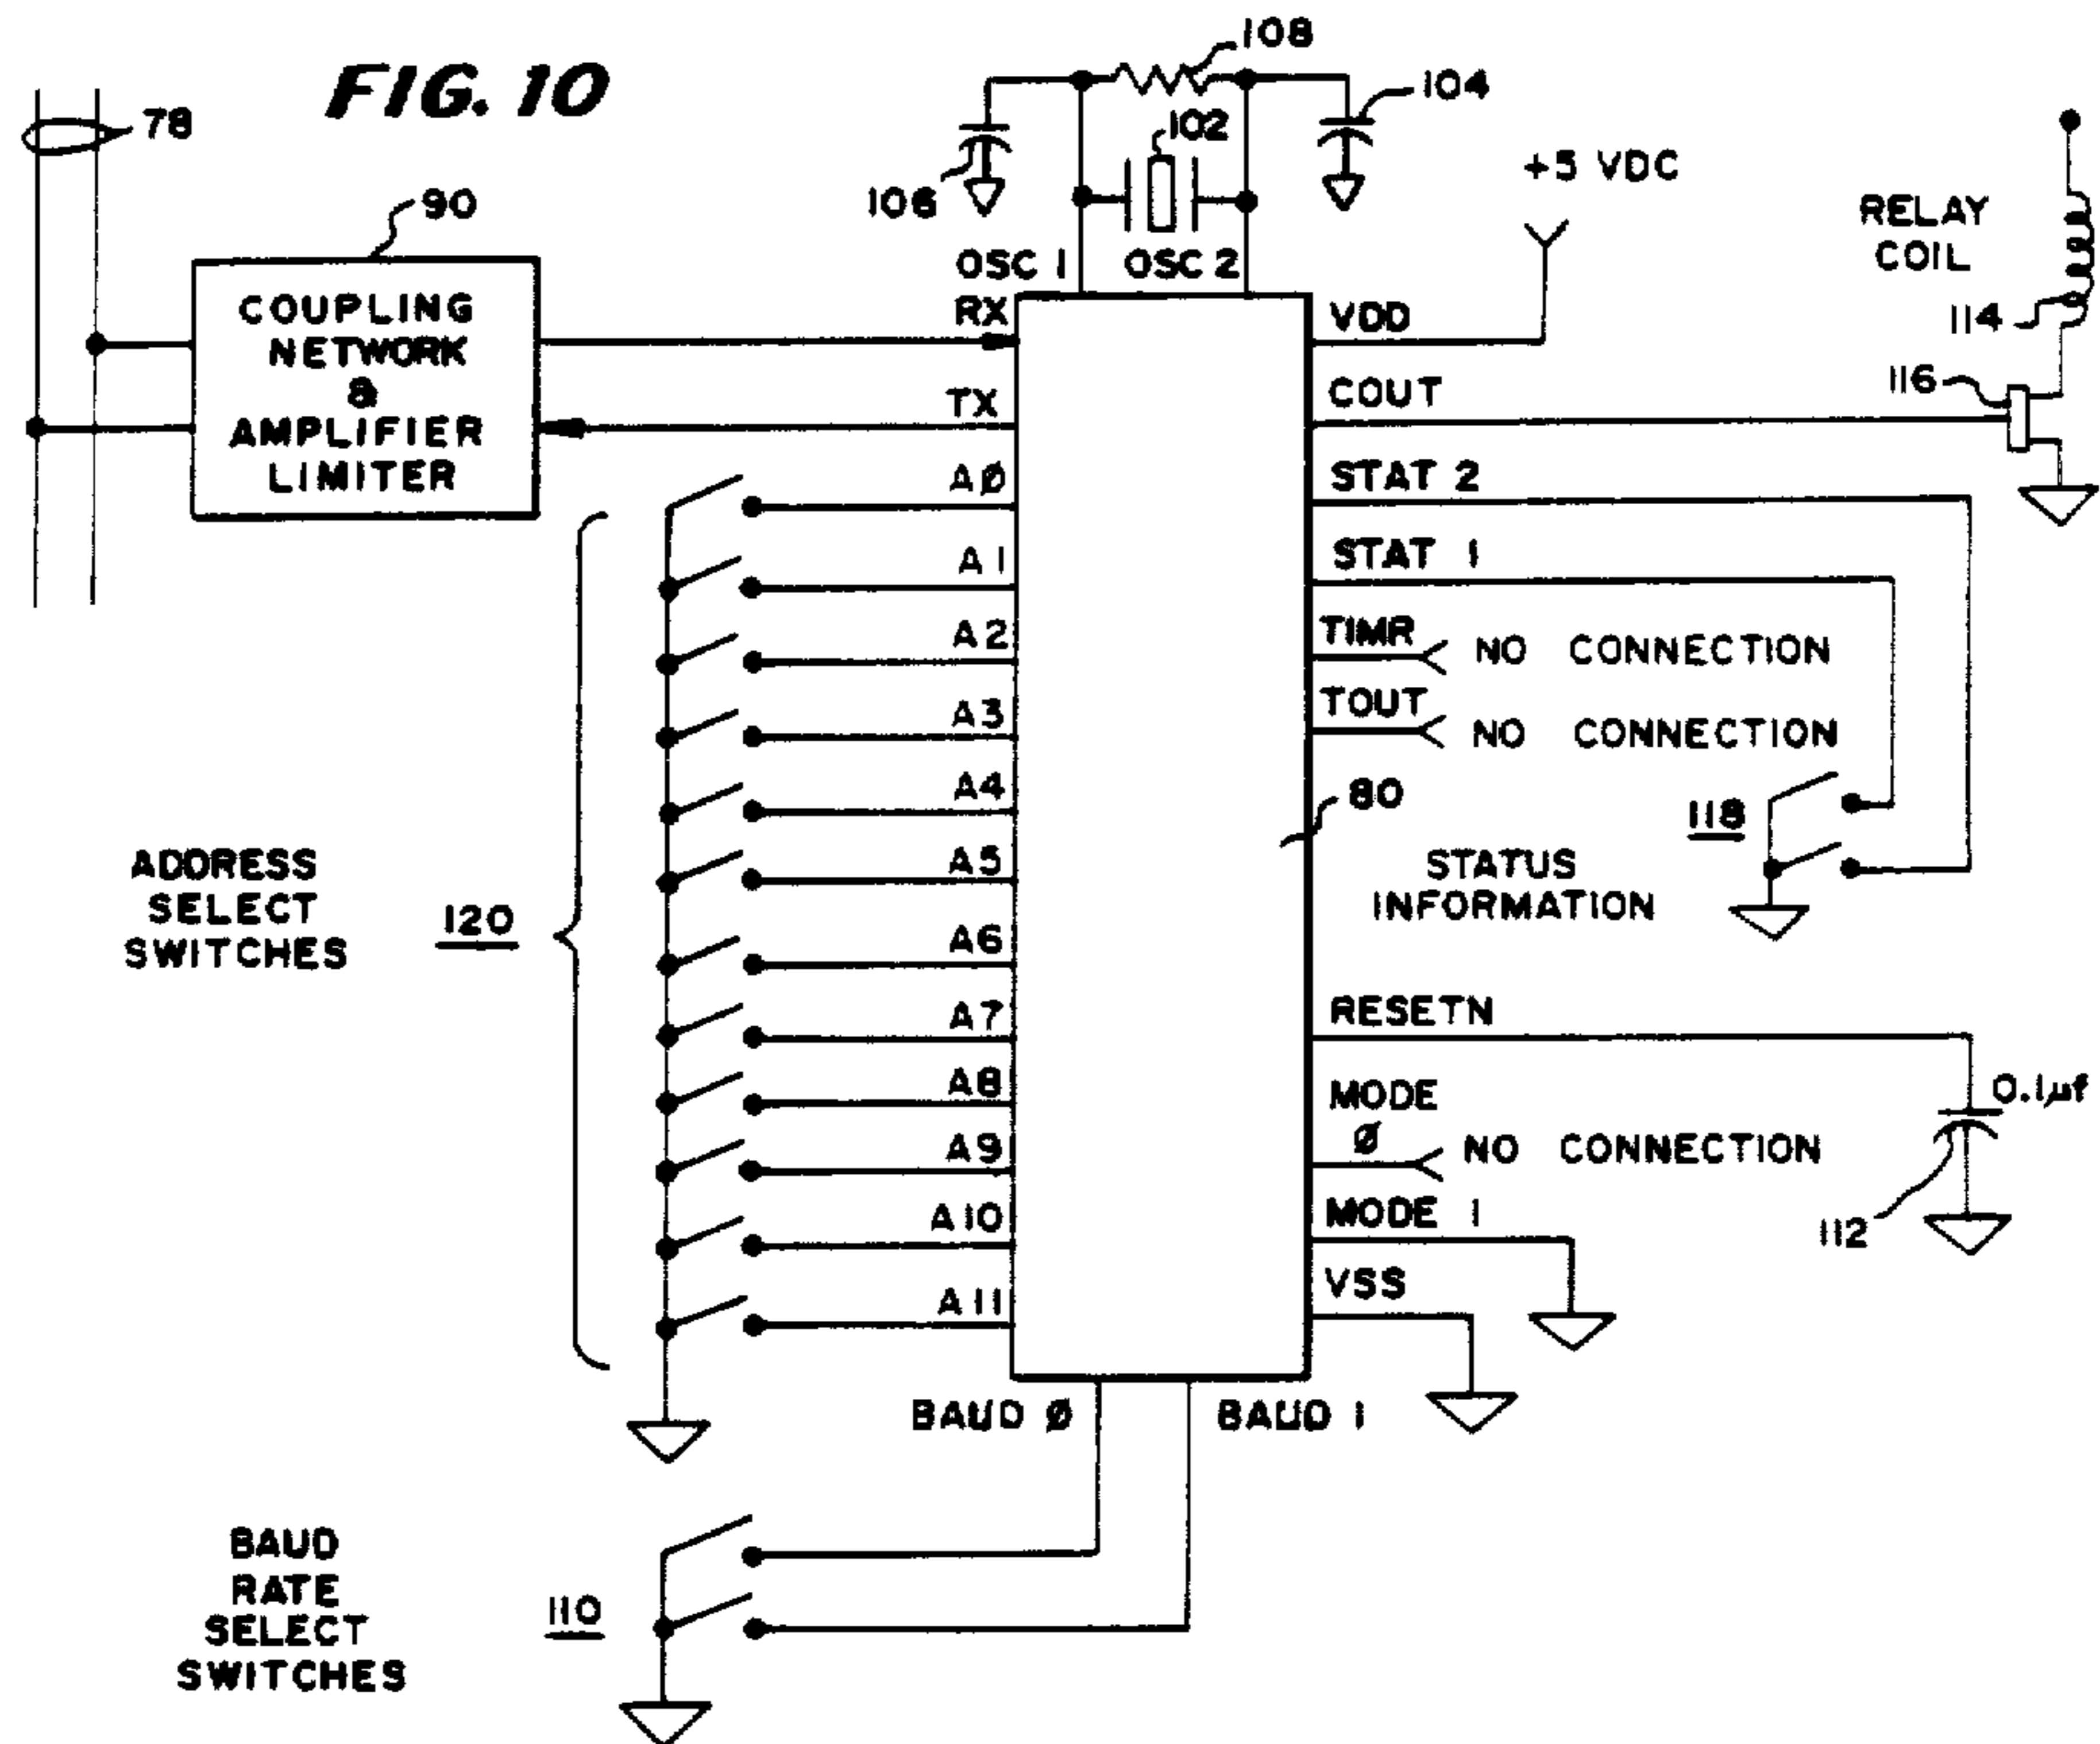 FIG. 10
78
90
COUPLING
NETWORK
&
AMPLIFIER
LIMITER
108
104
102
106
OSC 1
OSC 2
+5 VDC
RELAY
COIL
114
116
RX
TX
AØ
A1
A2
A3
A4
A5
A6
A7
A8
A9
A10
A11
VDD
COUT
STAT 2
STAT 1
TIMR
NO CONNECTION
TOUT
NO CONNECTION
80
118
STATUS
INFORMATION
RESETN
0.1µf
112
MODE
Ø
NO CONNECTION
MODE 1
VSS
ADDRESS
SELECT
SWITCHES
120
BAUD Ø
BAUD 1
BAUD
RATE
SELECT
SWITCHES
110